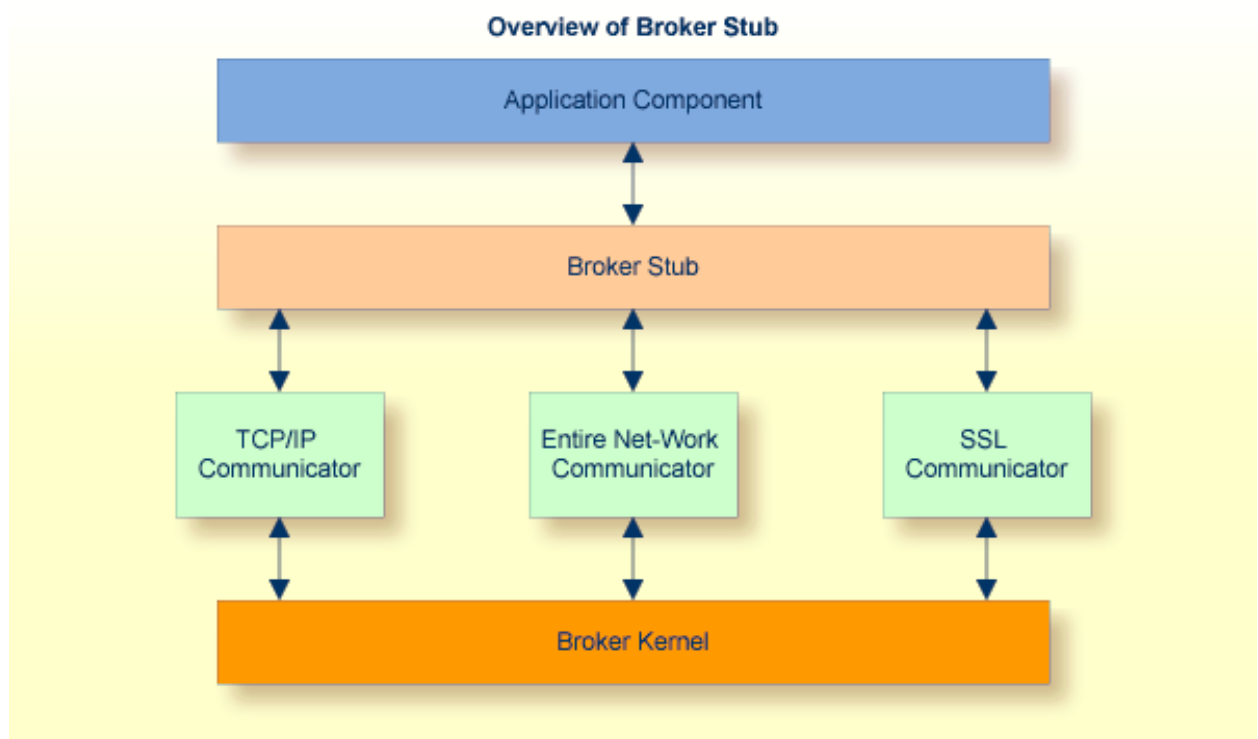 Overview of Broker Stub
Application Component
Broker Stub
TCP/IP
Communicator
Entire Net-Work
Communicator
SSL
Communicator
Broker Kernel